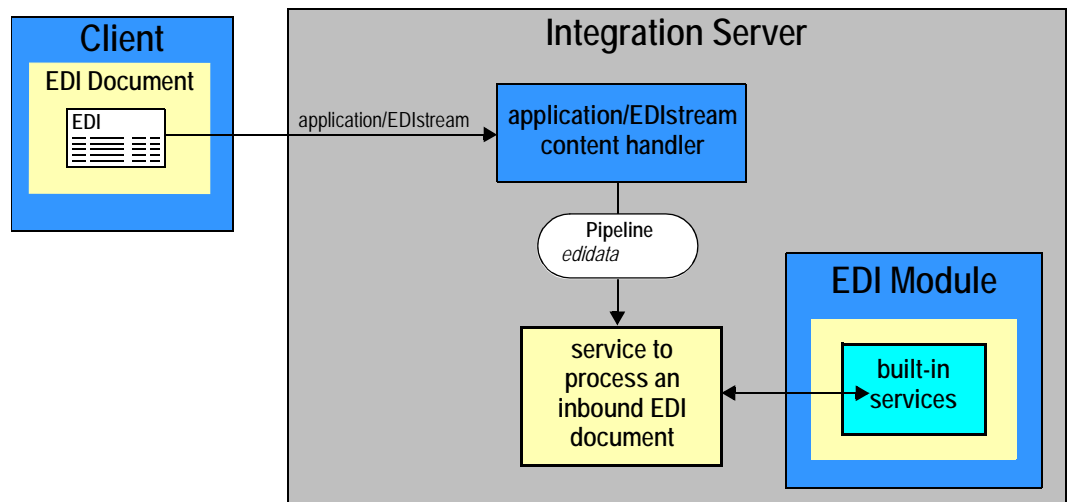 Client
EDI Document
EDI
application/EDIstream
Integration Server
application/EDIstream
content handler
Pipeline
edidata
service to
process an
inbound EDI
document
EDI Module
built-in
services